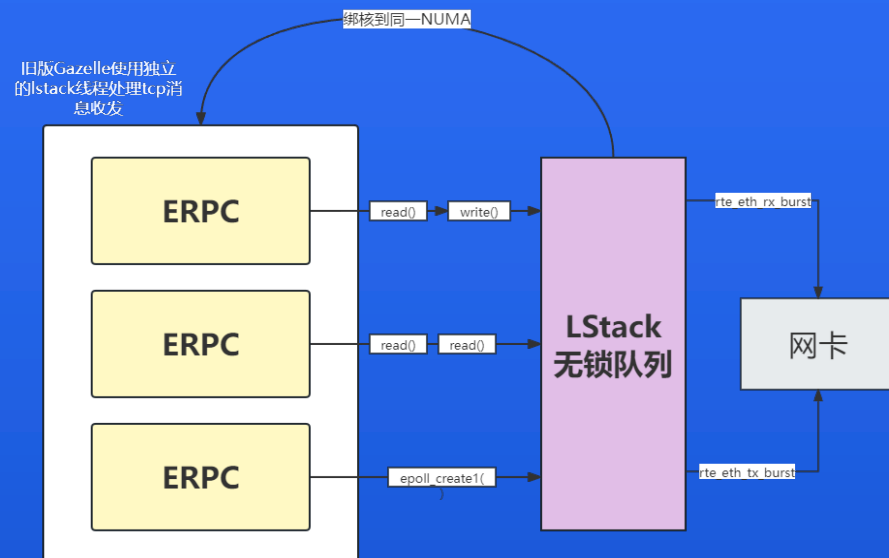 绑核到同一NUMA
旧版Gazelle使用独立
的lstack线程处理tcp消
息收发
ERPC
read()
write()
rte_eth_rx_burst
ERPC
read()
read()
LStack
无锁队列
网卡
ERPC
epoll_create1(
)
rte_eth_tx_burst